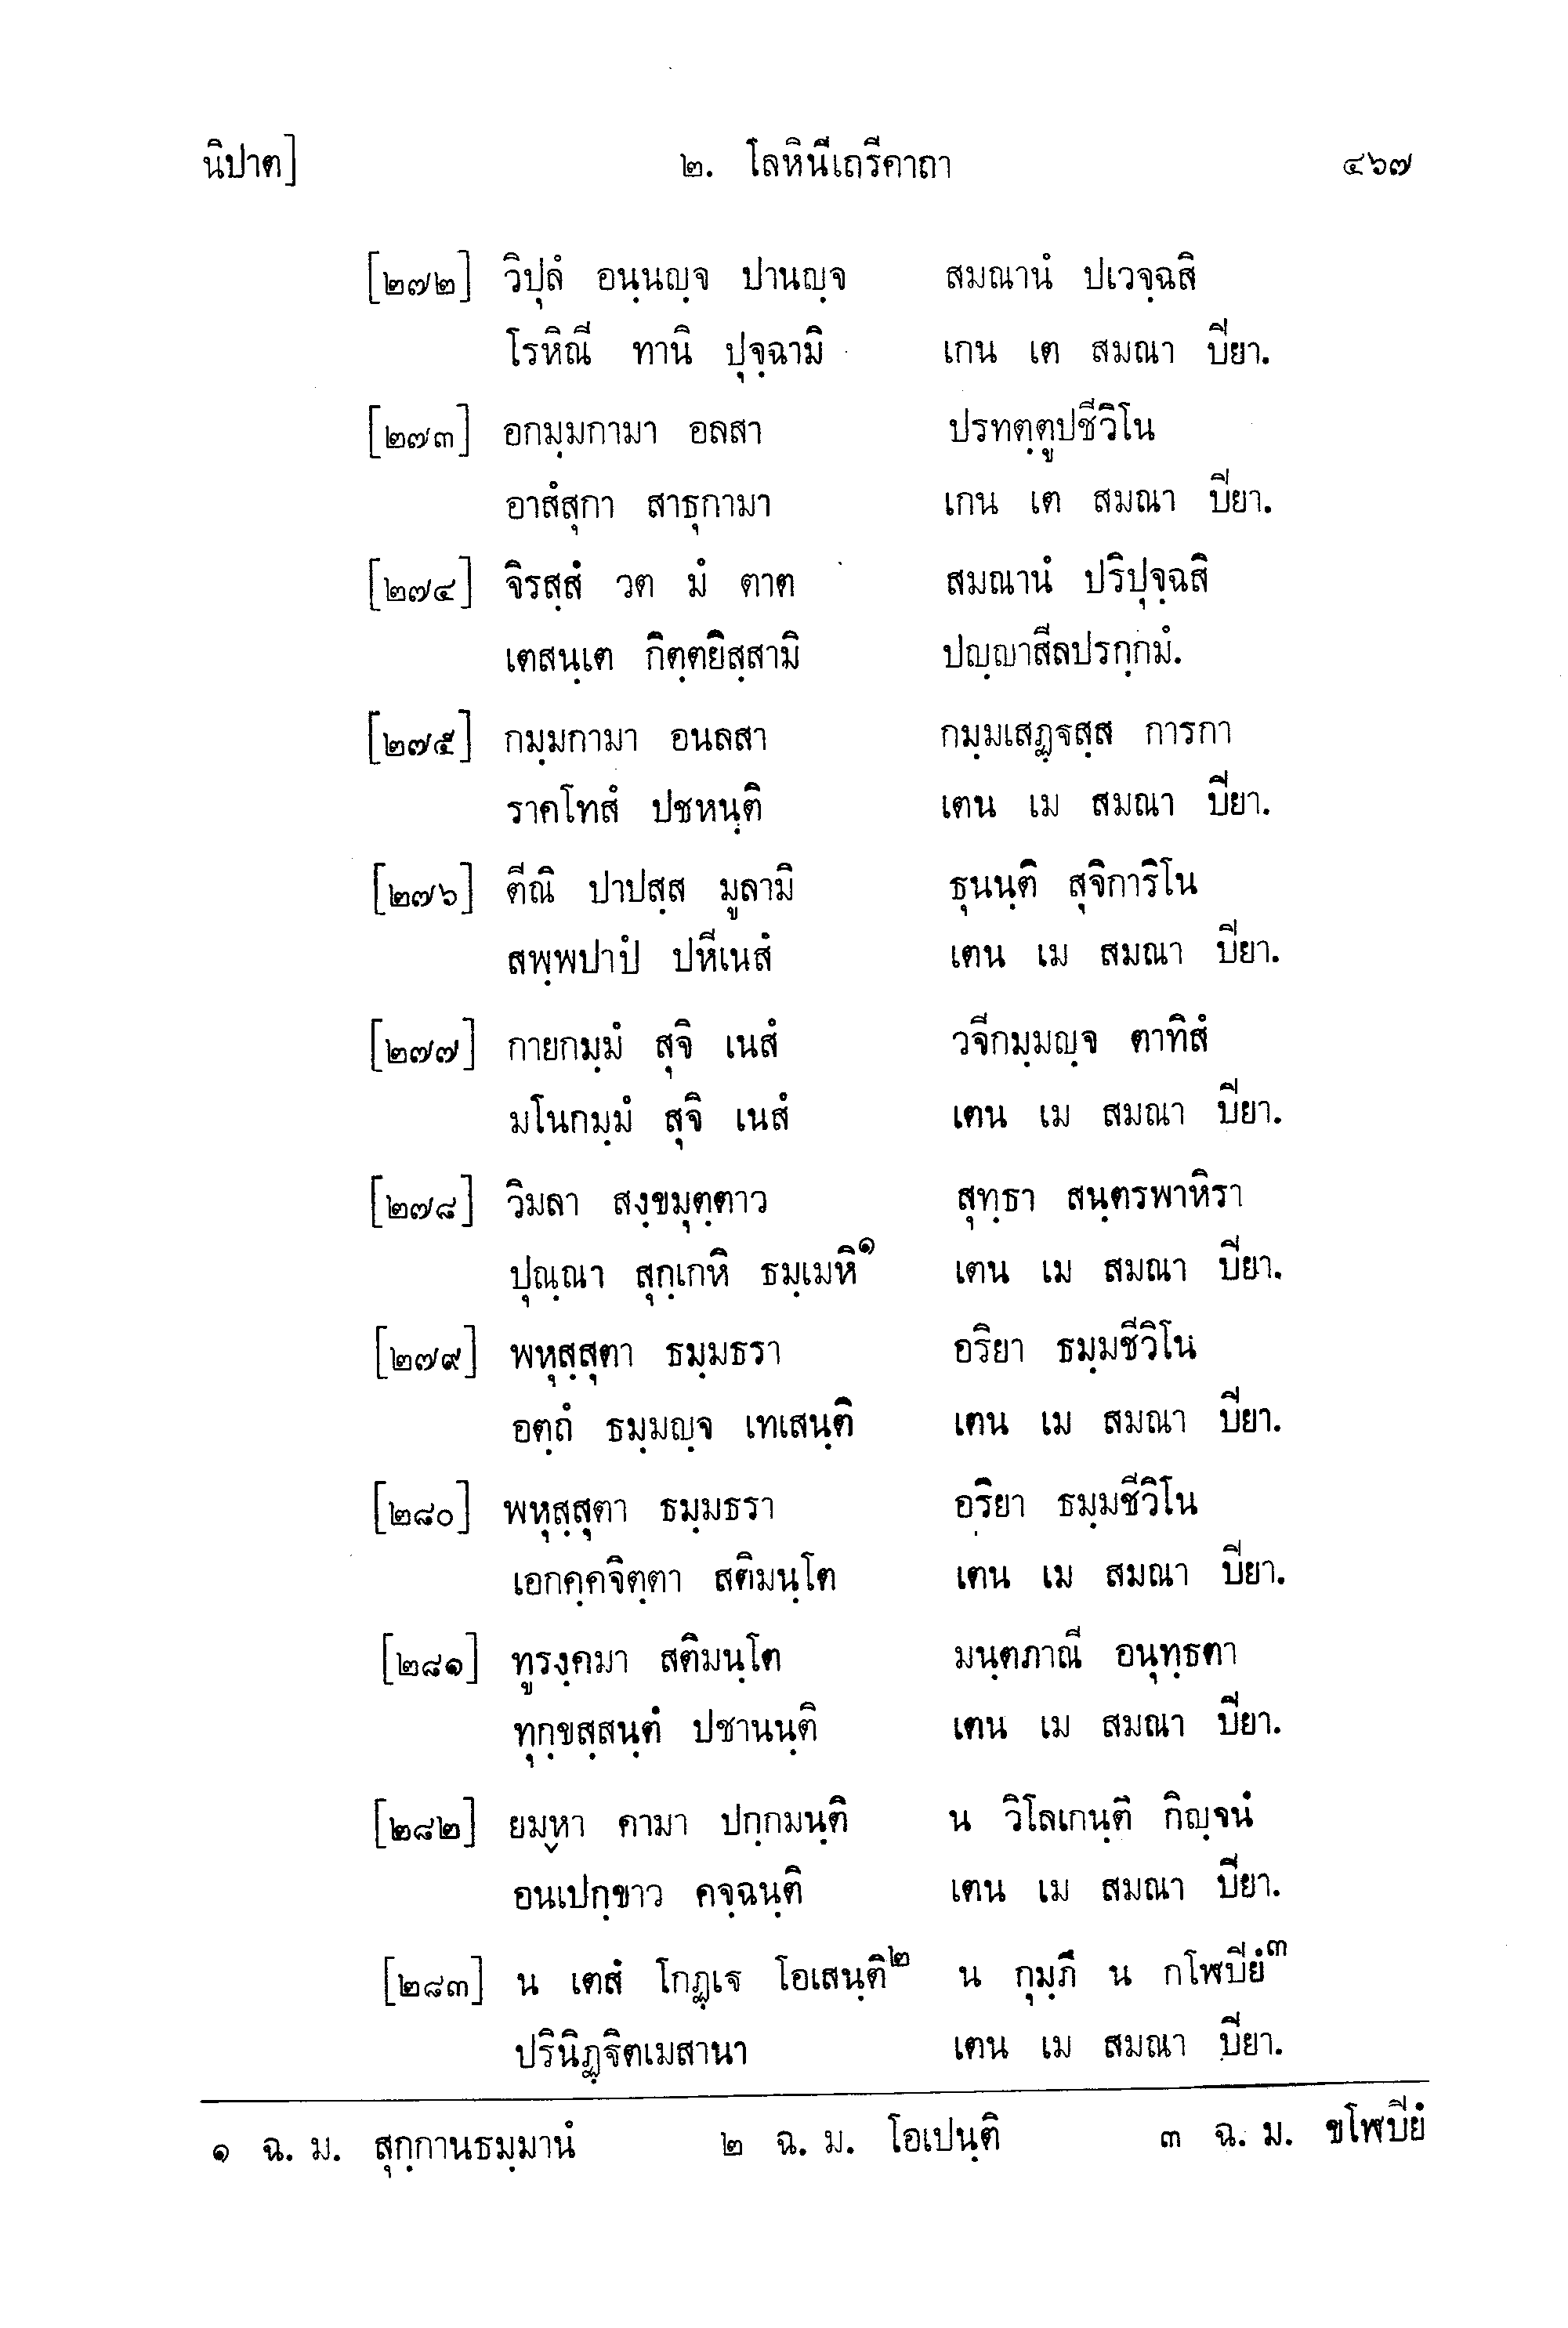 นิปาต] ๒. โลหินีเถรีคาถา ๔๖๗
[๒๗๒] วิปุลํ อนฺนญฺจ ปานญฺจ สมณานํ ปเวจฺฉสิ
โรหิณี ทานิ ปุจฺฉามิ เกน เต สมณา ปิยา.
[๒๗๓] อกมฺมกามา อลสา ปรทตฺตูปชีวิโน
อาสํสุกา สาธุกามา เกน เต สมณา ปิยา.
[๒๗๔] จิรสฺสํ วต มํ ตาต สมณานํ ปริปุจฺฉสิ
เตสนฺเต กิตฺตยิสฺสามิ ปญฺญาสีลปรกฺกมํ.
[๒๗๕] กมฺมกามา อนลสา กมฺมเสฏฺฐสฺส การกา
ราคโทสํ ปชหนฺติ เตน เม สมณา ปิยา.
[๒๗๖] ตีณิ ปาปสฺส มูลามิ ธุนนฺติ สุจิการิโน
สพฺพปาปํ ปหีเนสํ เตน เม สมณา ปิยา.
[๒๗๗] กายกมฺมํ สุจิ เนสํ วจีกมฺมญฺจ ตาทิสํ
มโนกมฺมํ สุจิ เนสํ เตน เม สมณา ปิยา.
[๒๗๘] วิมลา สงฺขมุตฺตาว สุทฺธา สนฺตรพาหิรา
ปุณฺณา สุกฺเกหิ ธมฺเมหิ๑ เตน เม สมณา ปิยา.
[๒๗๙] พหุสฺสุตา ธมฺมธรา อริยา ธมฺมชีวิโน
อตฺถํ ธมฺมญฺจ เทเสนฺติ เตน เม สมณา ปิยา.
[๒๘๐] พหุสฺสุตา ธมฺมธรา อริยา ธมฺมชีวิโน
เอกคฺคจิตฺตา สติมนฺโต เตน เม สมณา ปิยา.
[๒๘๑] ทูรงฺคมา สติมนฺโต มนฺตภาณี อนุทฺธตา
ทุกฺขสฺสนฺตํ ปชานนฺติ เตน เม สมณา ปิยา.
[๒๘๒] ยมฺหา คามา ปกฺกมนฺติ น วิโลเกนฺติ กิญฺจนํ
อนเปกฺขาว คจฺฉนฺติ เตน เม สมณา ปิยา.
[๒๘๓] น เตสํ โกฏฺเฐ โอเสนฺติ๒ น กุมฺภึ น กโฬปิยํ๓
ปรินิฏฺฐิตเมสานา เตน เม สมณา ปิยา.
๑ ฉ. ม. สุกฺกานธมฺมานํ ๒ ฉ. ม. โอเปนฺติ ๓ ฉ. ม. ขโฬปิยํ